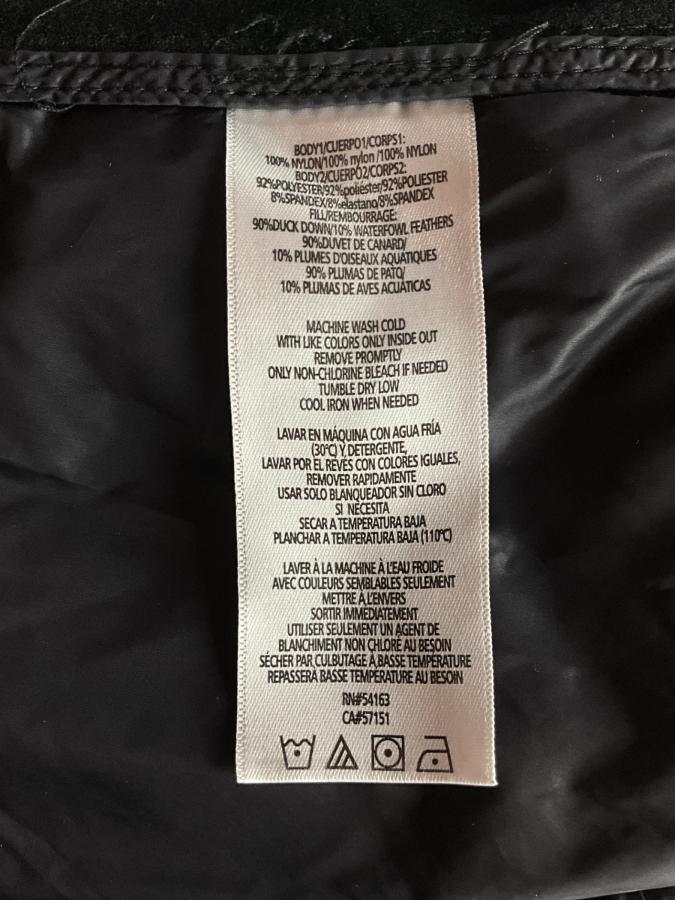 BODY1/CUERPO1/CORPS1:
100% NYLON/100% nylon /100% NYLON
BODY2/CUERPO2/CORPS2:
92%POLYESTER/92%poliéster/92%POLYESTER
8%SPANDEX/8%elastano/8%SPANDEX
FILL/REMBOURRAGE:
90%DUCK DOWN/10% WATERFOWL FEATHERS
90%DUVET DE CANARD/
10% PLUMES D'OISEAUX AQUATIQUES
90% PLUMAS DE PATO/
10% PLUMAS DE AVES ACUÁTICAS
MACHINE WASH COLD
WITH LIKE COLORS ONLY INSIDE OUT
REMOVE PROMPTLY
ONLY NON-CHLORINE BLEACH IF NEEDED
TUMBLE DRY LOW
COOL IRON WHEN NEEDED
LAVAR EN MÁQUINA CON AGUA FRÍA
(30°C) Y DETERGENTE,
LAVAR POR EL REVÉS CON COLORES IGUALES,
REMOVER RAPIDAMENTE
USAR SOLO BLANQUEADOR SIN CLORO
SI NECESITA
SECAR A TEMPERATURA BAJA
PLANCHAR A TEMPERATURA BAJA (110°C)
LAVER À LA MACHINE À L'EAU FROIDE
AVEC COULEURS SEMBLABLES SEULEMENT
METTRE À L'ENVERS
SORTIR IMMÉDIATEMENT
UTILISER SEULEMENT UN AGENT DE
BLANCHIMENT NON CHLORÉ AU BESOIN
SÉCHER PAR CULBUTAGE À BASSE TEMPÉRATURE
REPASSERÀ BASSE TEMPÉRATURE AU BESOIN
RN#54163
CA#57151